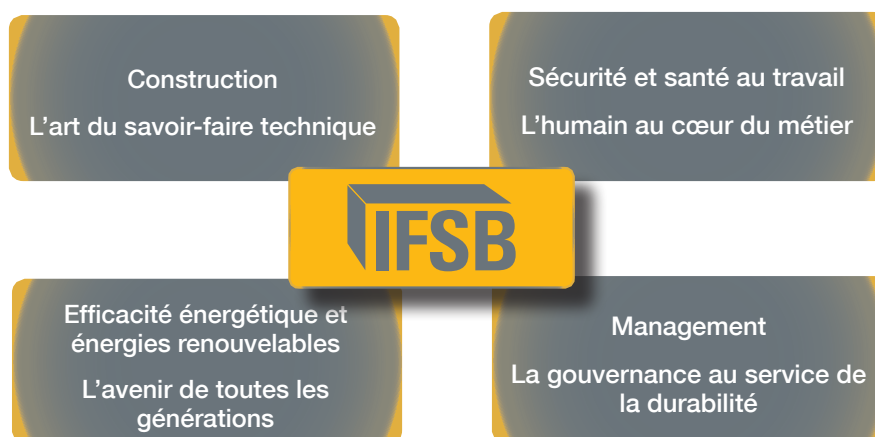 Construction
L’art du savoir-faire technique
Sécurité et santé au travail
L’humain au cœur du métier
IFSB
Efficacité énergétique et
énergies renouvelables
L’avenir de toutes les
générations
Management
La gouvernance au service de
la durabilité